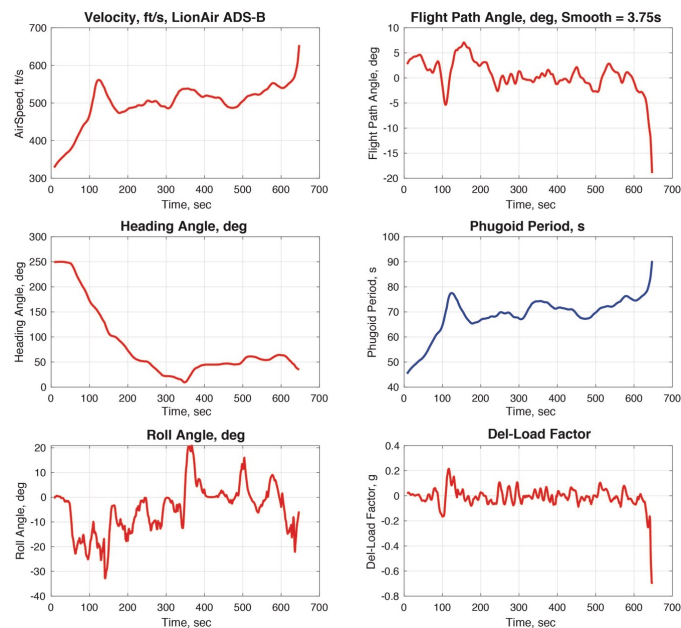 Velocity, ft/s, LionAir ADS-B
700
600
500
400
300
AirSpeed, ft/s
0 100 200 300 400 500 600 700
Time, sec
Flight Path Angle, deg, Smooth = 3.75s
10
5
0
-5
-10
-15
-20
Flight Path Angle, deg
0 100 200 300 400 500 600 700
Time, sec
Heading Angle, deg
300
250
200
150
100
50
0
Heading Angle, deg
0 100 200 300 400 500 600 700
Time, sec
Phugoid Period, s
100
90
80
70
60
50
40
Phugoid Period, s
0 100 200 300 400 500 600 700
Time, sec
Roll Angle, deg
20
10
0
-10
-20
-30
-40
Roll Angle, deg
0 100 200 300 400 500 600 700
Time, sec
Del-Load Factor
0.4
0.2
0
-0.2
-0.4
-0.6
-0.8
Del-Load Factor, g
0 100 200 300 400 500 600 700
Time, sec